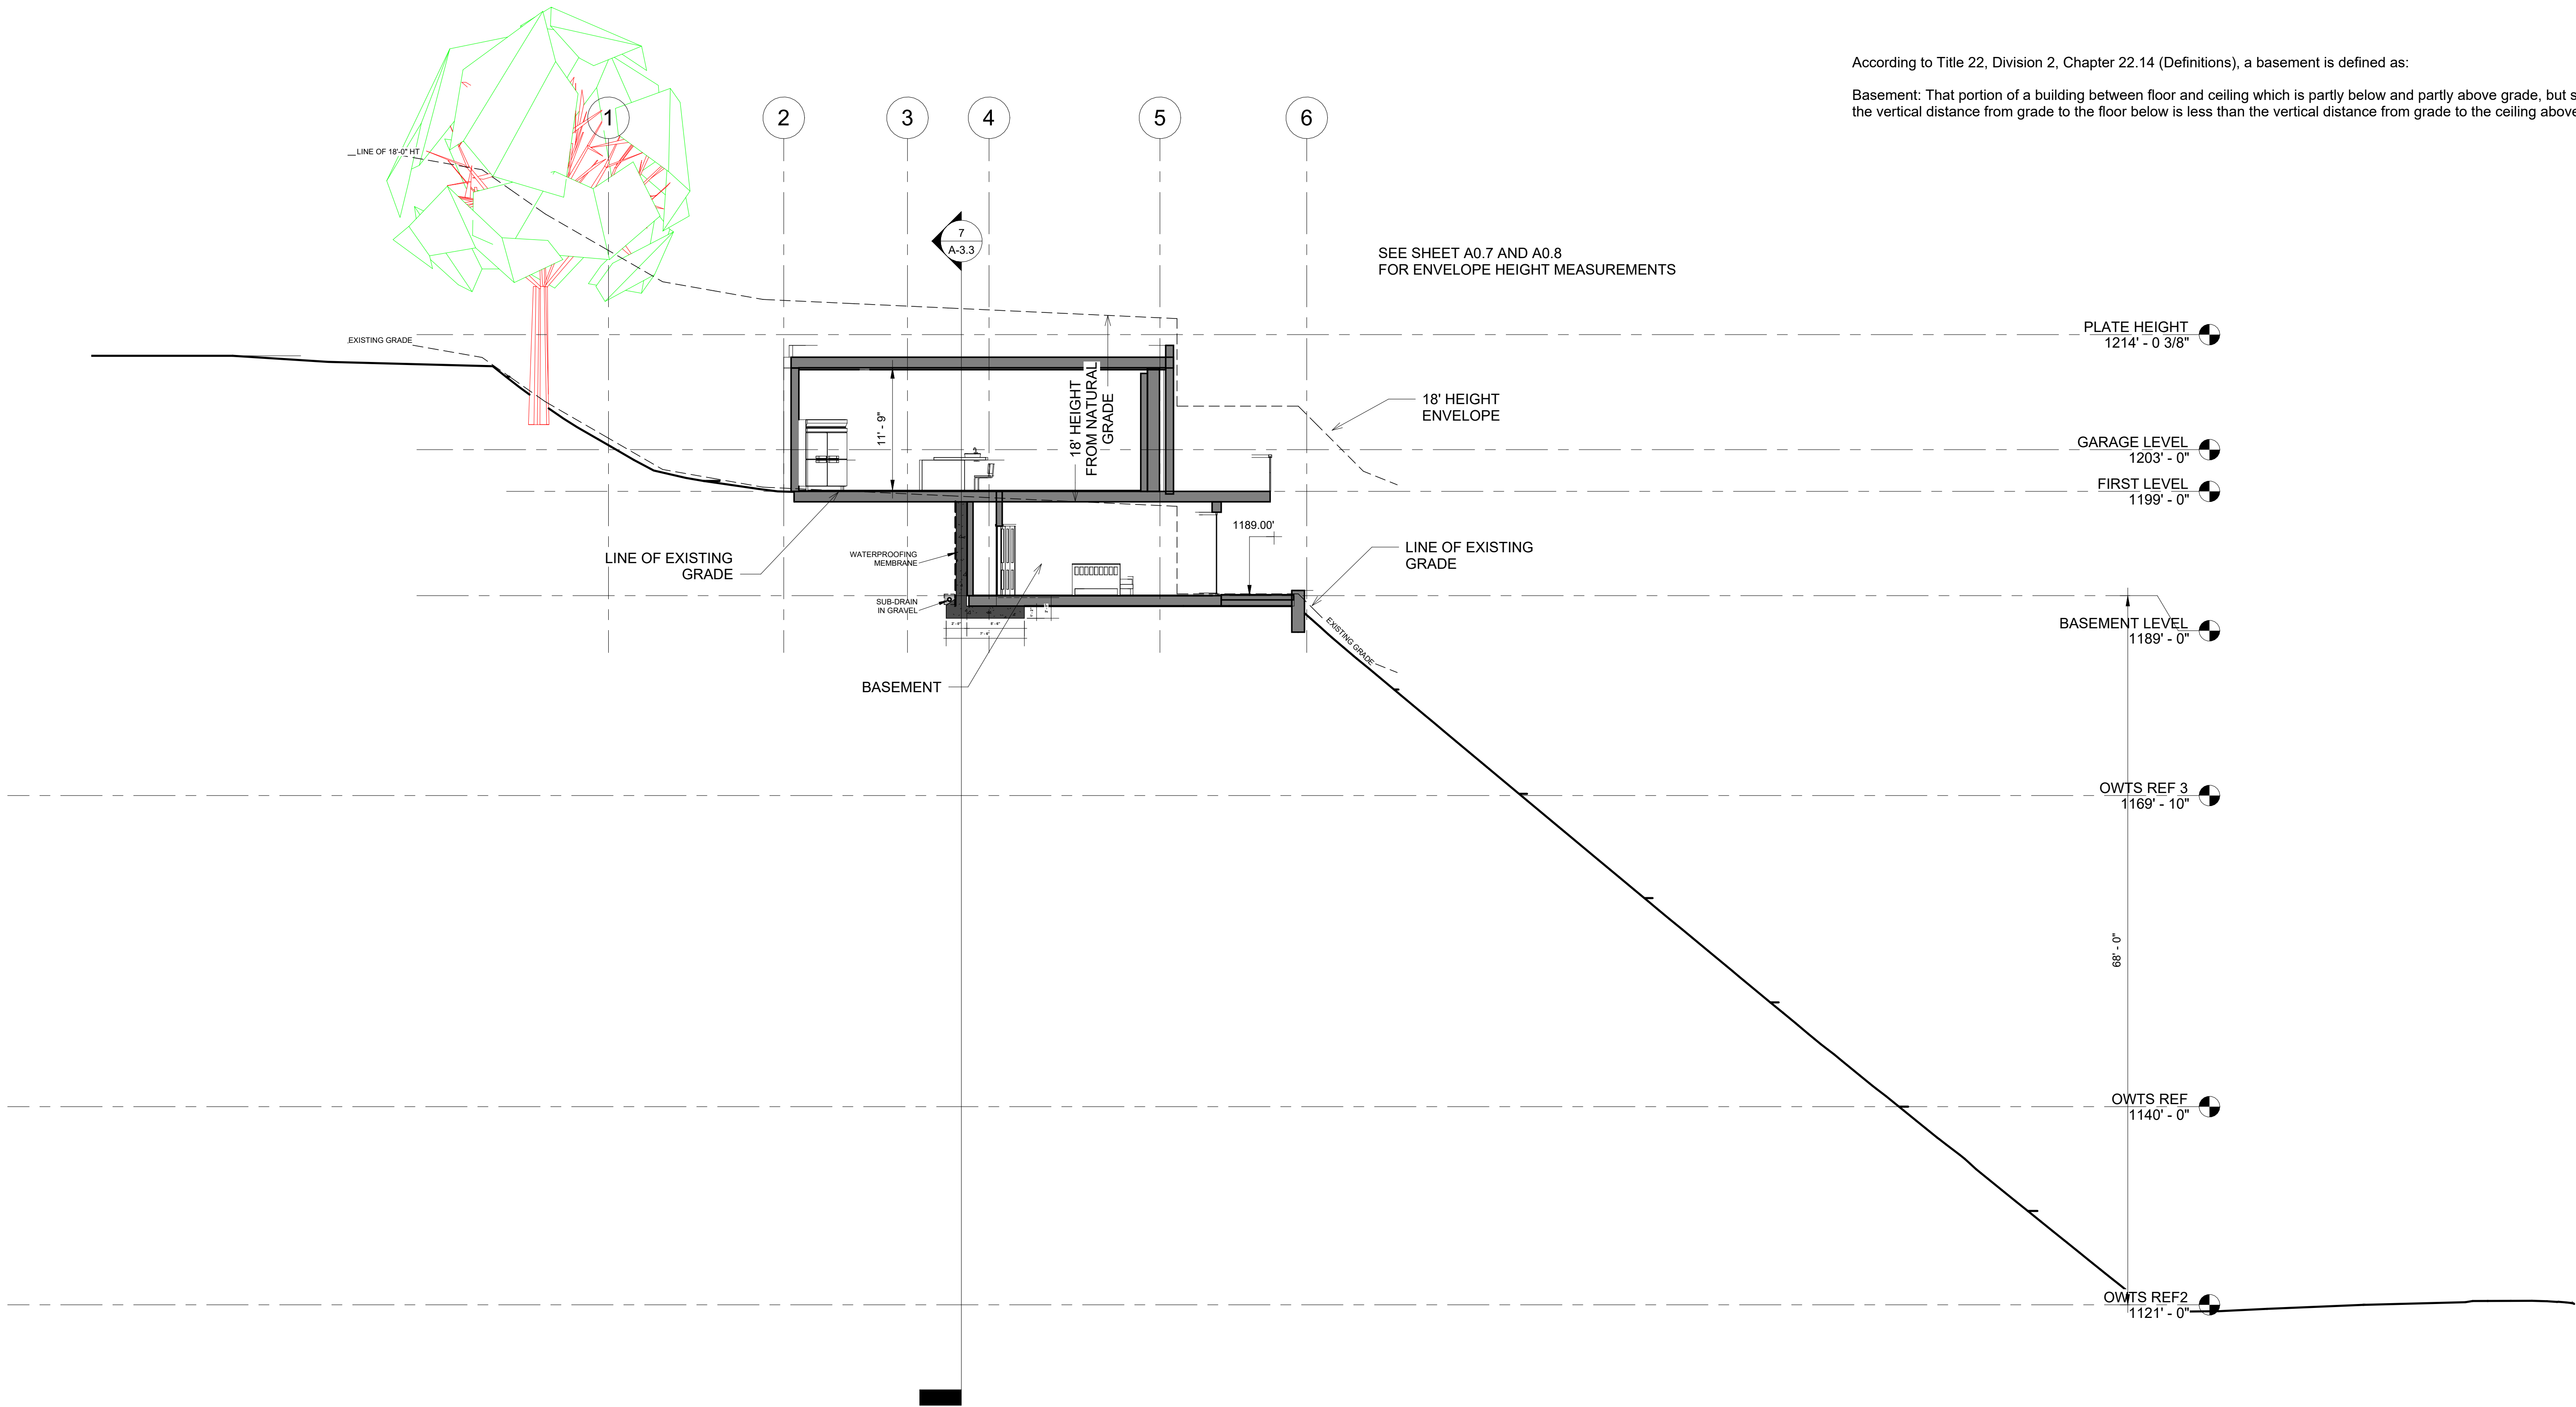 According to Title 22, Division 2, Chapter 22.14 (Definitions), a basement is defined as:
Basement: That portion of a building between floor and ceiling which is partly below and partly above grade, but
the vertical distance from grade to the floor below is less than the vertical distance from grade to the ceiling above
1
2
3
4
5
6
LINE OF 18'-0" HT
7
A-3.3
SEE SHEET A0.7 AND A0.8
FOR ENVELOPE HEIGHT MEASUREMENTS
PLATE HEIGHT
1214' - 0 3/8"
EXISTING GRADE
18' HEIGHT
ENVELOPE
11' - 9"
18' HEIGHT
FROM NATURAL
GRADE
GARAGE LEVEL
1203' - 0"
FIRST LEVEL
1199' - 0"
1189.00'
LINE OF EXISTING
GRADE
WATERPROOFING
MEMBRANE
LINE OF EXISTING
GRADE
SUB-DRAIN
IN GRAVEL
EXISTING GRADE
BASEMENT LEVEL
1189' - 0"
BASEMENT
OWTS REF 3
1169' - 10"
68' - 0"
OWTS REF
1140' - 0"
OWTS REF2
1121' - 0"